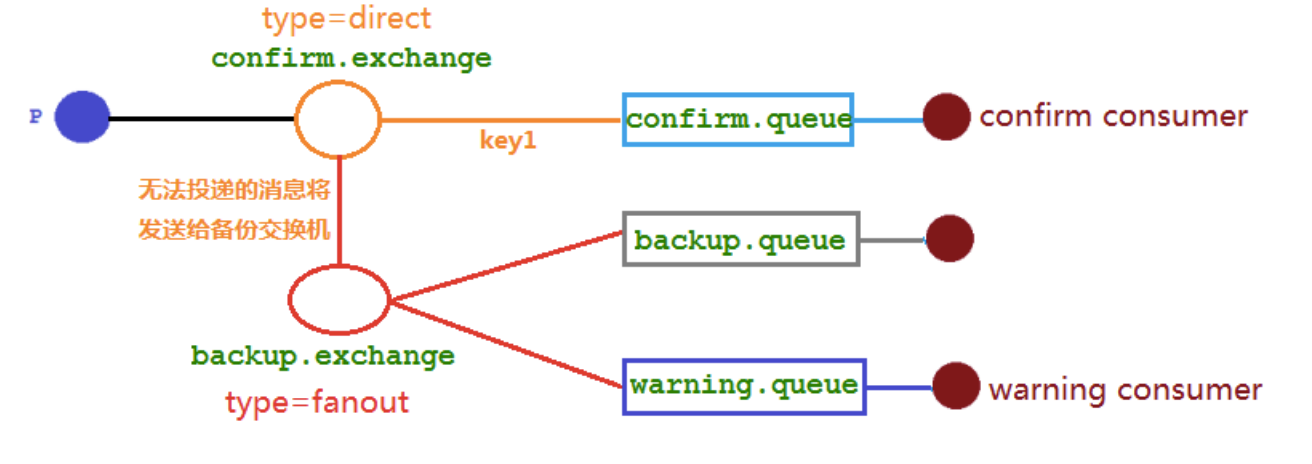 type=direct
confirm.exchange
P
confirm.queue
confirm consumer
key1
无法投递的消息将
发送给备份交换机
backup.queue
backup.exchange
type=fanout
warning.queue
warning consumer